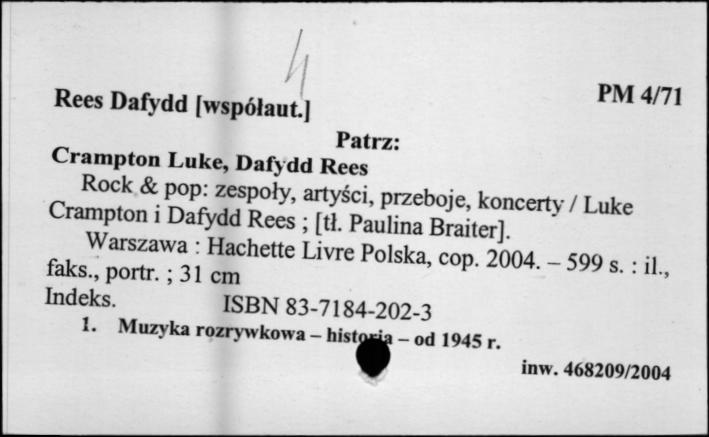 4
PM 4/71
Rees Dafydd [współaut.]
Patrz:
Crampton Luke, Dafydd Rees
Rock & pop: zespoły, artyści, przeboje, koncerty / Luke
Crampton i Dafydd Rees ; [tł. Paulina Braiter].
Warszawa : Hachette Livre Polska, cop. 2004. – 599 s. : il.,
faks., portr. ; 31 cm
Indeks. ISBN 83-7184-202-3
1. Muzyka rozrywkowa – historia – od 1945 r.
inw. 468209/2004